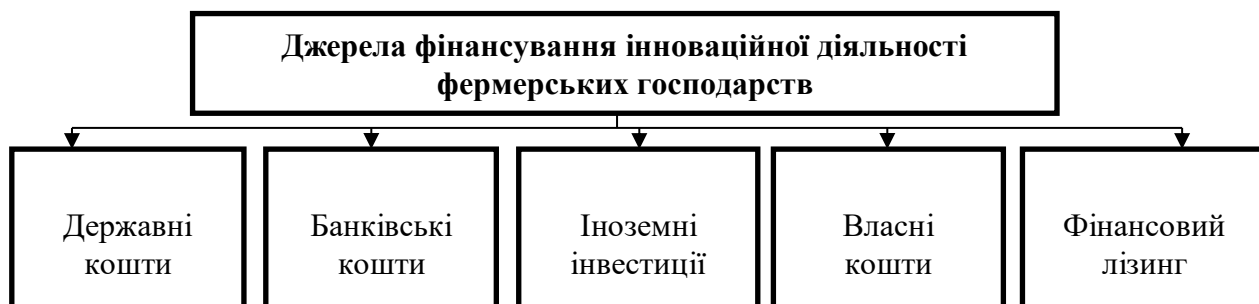 Джерела фінансування інноваційної діяльності
фермерських господарств
Державні
кошти
Банківські
кошти
Іноземні
інвестиції
Власні
кошти
Фінансовий
лізинг